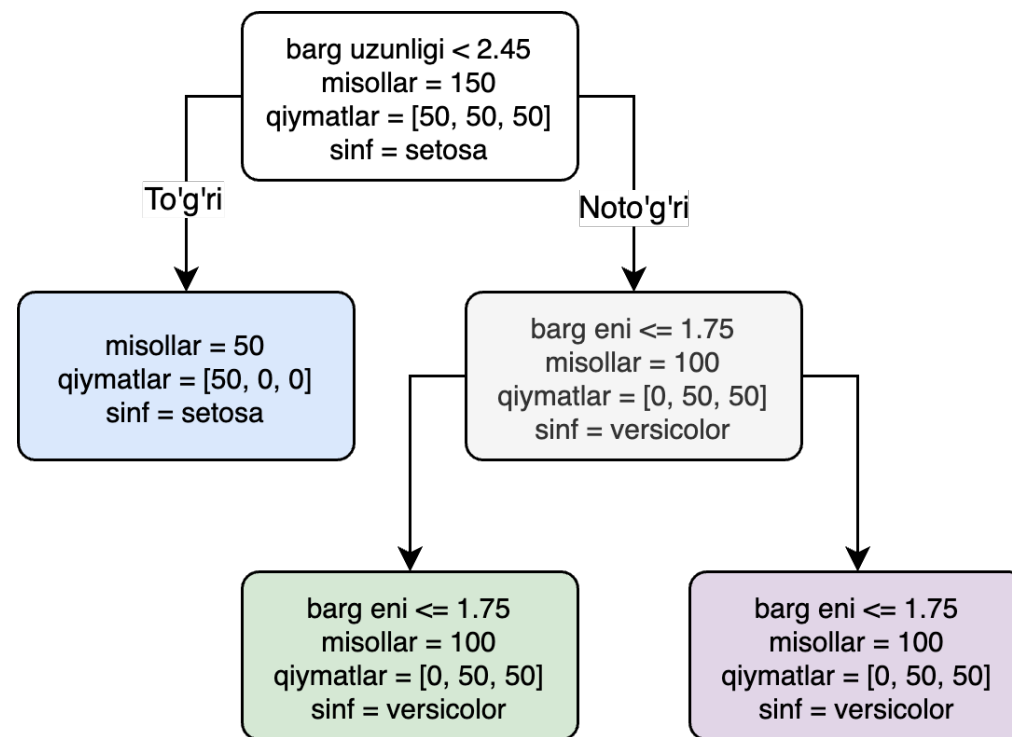 barg uzunligi < 2.45
misollar = 150
qiymatlar = [50, 50, 50]
sinf = setosa
To'g'ri
Noto'g'ri
misollar = 50
qiymatlar = [50, 0, 0]
sinf = setosa
barg eni <= 1.75
misollar = 100
qiymatlar = [0, 50, 50]
sinf = versicolor
barg eni <= 1.75
misollar = 100
qiymatlar = [0, 50, 50]
sinf = versicolor
barg eni <= 1.75
misollar = 100
qiymatlar = [0, 50, 50]
sinf = versicolor